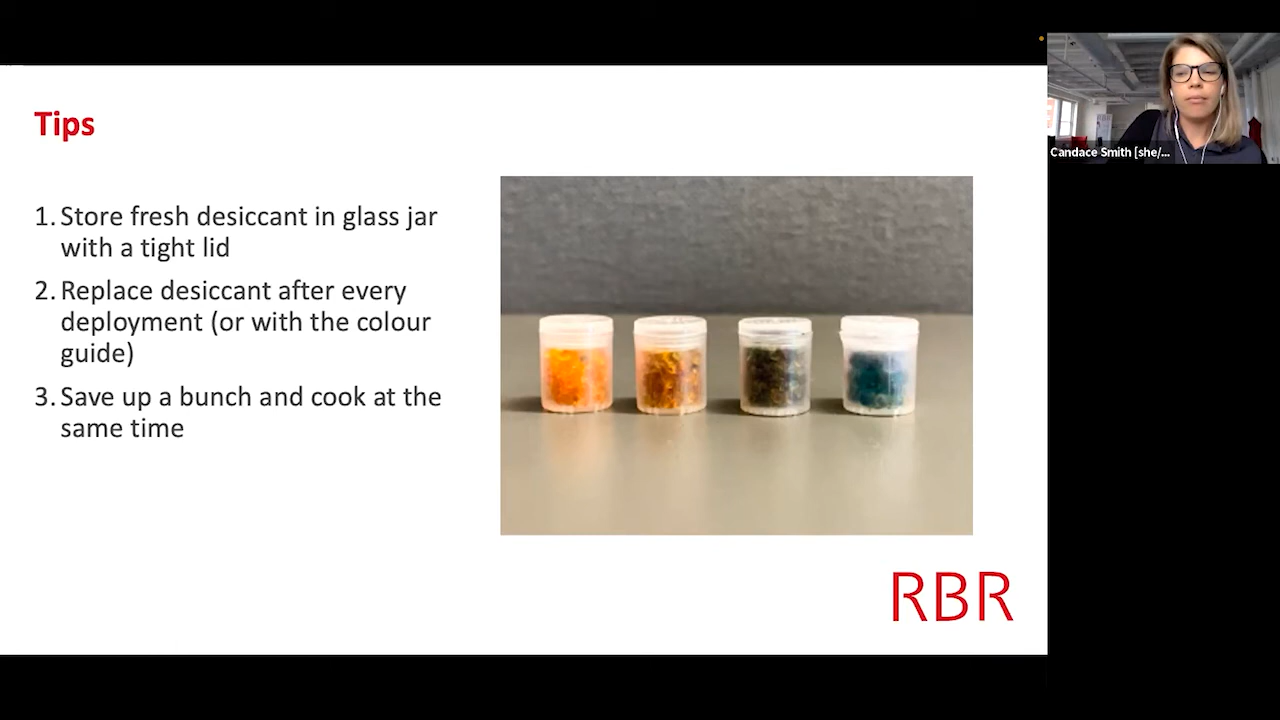 Tips
1. Store fresh desiccant in glass jar
with a tight lid
2. Replace desiccant after every
deployment (or with the colour
guide)
3. Save up a bunch and cook at the
same time
RBR
Candace Smith [she/...